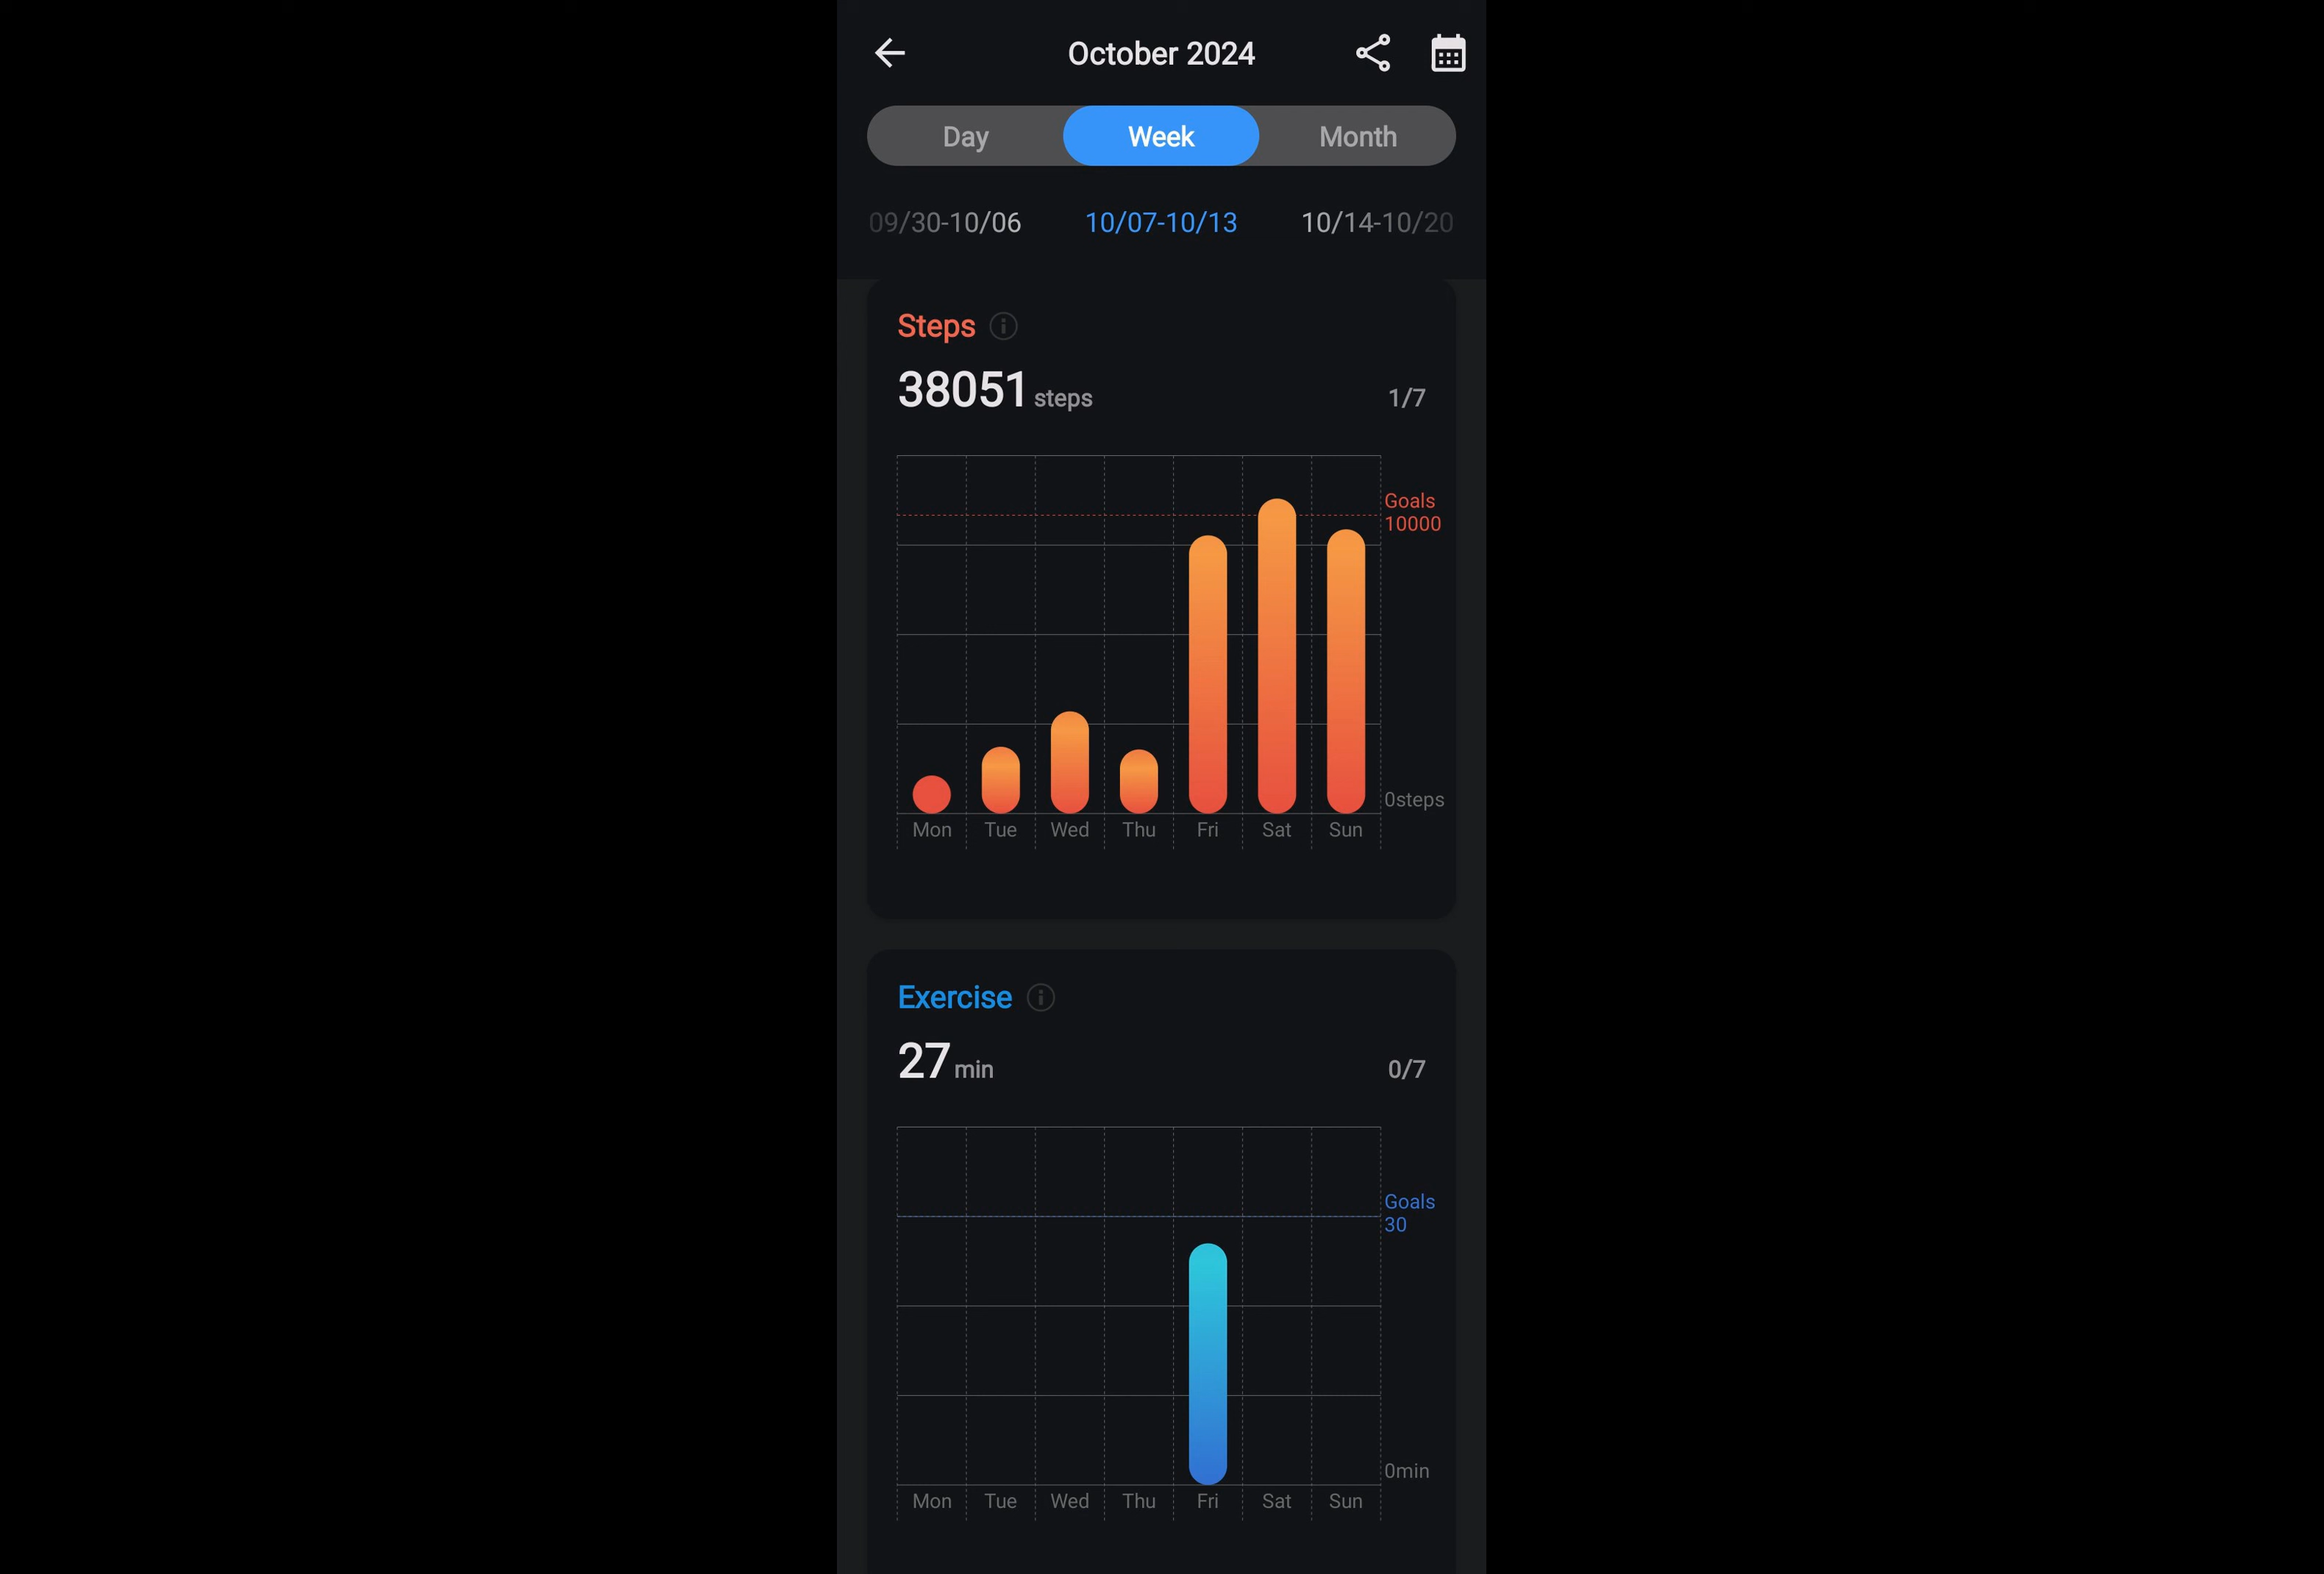 October 2024
Day Week Month
09/30-10/06 10/07-10/13 10/14-10/20
Steps
38051 steps 1/7
Goals
10000
0steps
Mon Tue Wed Thu Fri Sat Sun
Exercise
27 min 0/7
Goals
30
0min
Mon Tue Wed Thu Fri Sat Sun